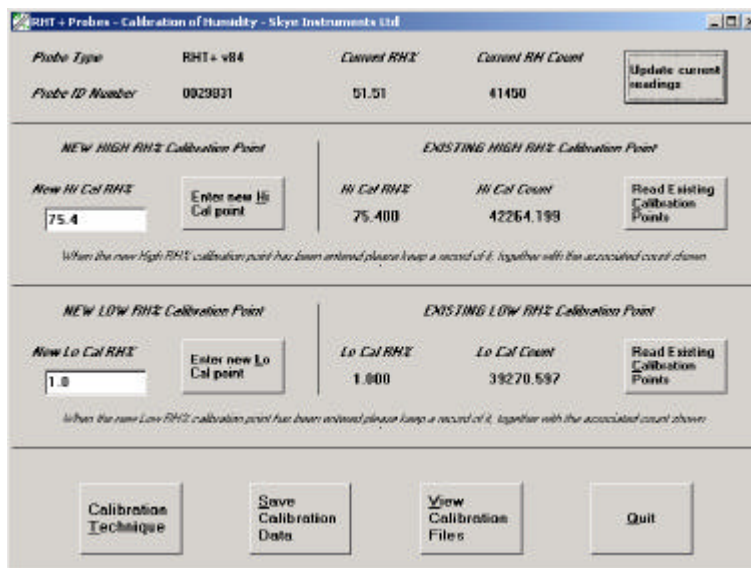 RHT+ Probes - Calibration of Humidity - Skye Instruments Ltd
Probe Type RHT+ v84 Current RH% Current RH Count
Update current readings
Probe ID Number 0029831 51.51 41450
NEW HIGH RH% Calibration Point EXISTING HIGH RH% Calibration Point
New Hi Cal RH% Hi Cal RH% Hi Cal Count
Enter new Hi
Cal point
Read Existing
Calibration
Points
75.4 75.400 42264.199
When the new High RH% calibration point has been entered please keep a record of it, together with the associated count shown
NEW LOW RH% Calibration Point EXISTING LOW RH% Calibration Point
New Lo Cal RH% Lo Cal RH% Lo Cal Count
Enter new Lo
Cal point
Read Existing
Calibration
Points
1.0 1.000 39270.597
When the new Low RH% calibration point has been entered please keep a record of it, together with the associated count shown
Calibration
Technique
Save
Calibration
Data
View
Calibration
Files
Quit